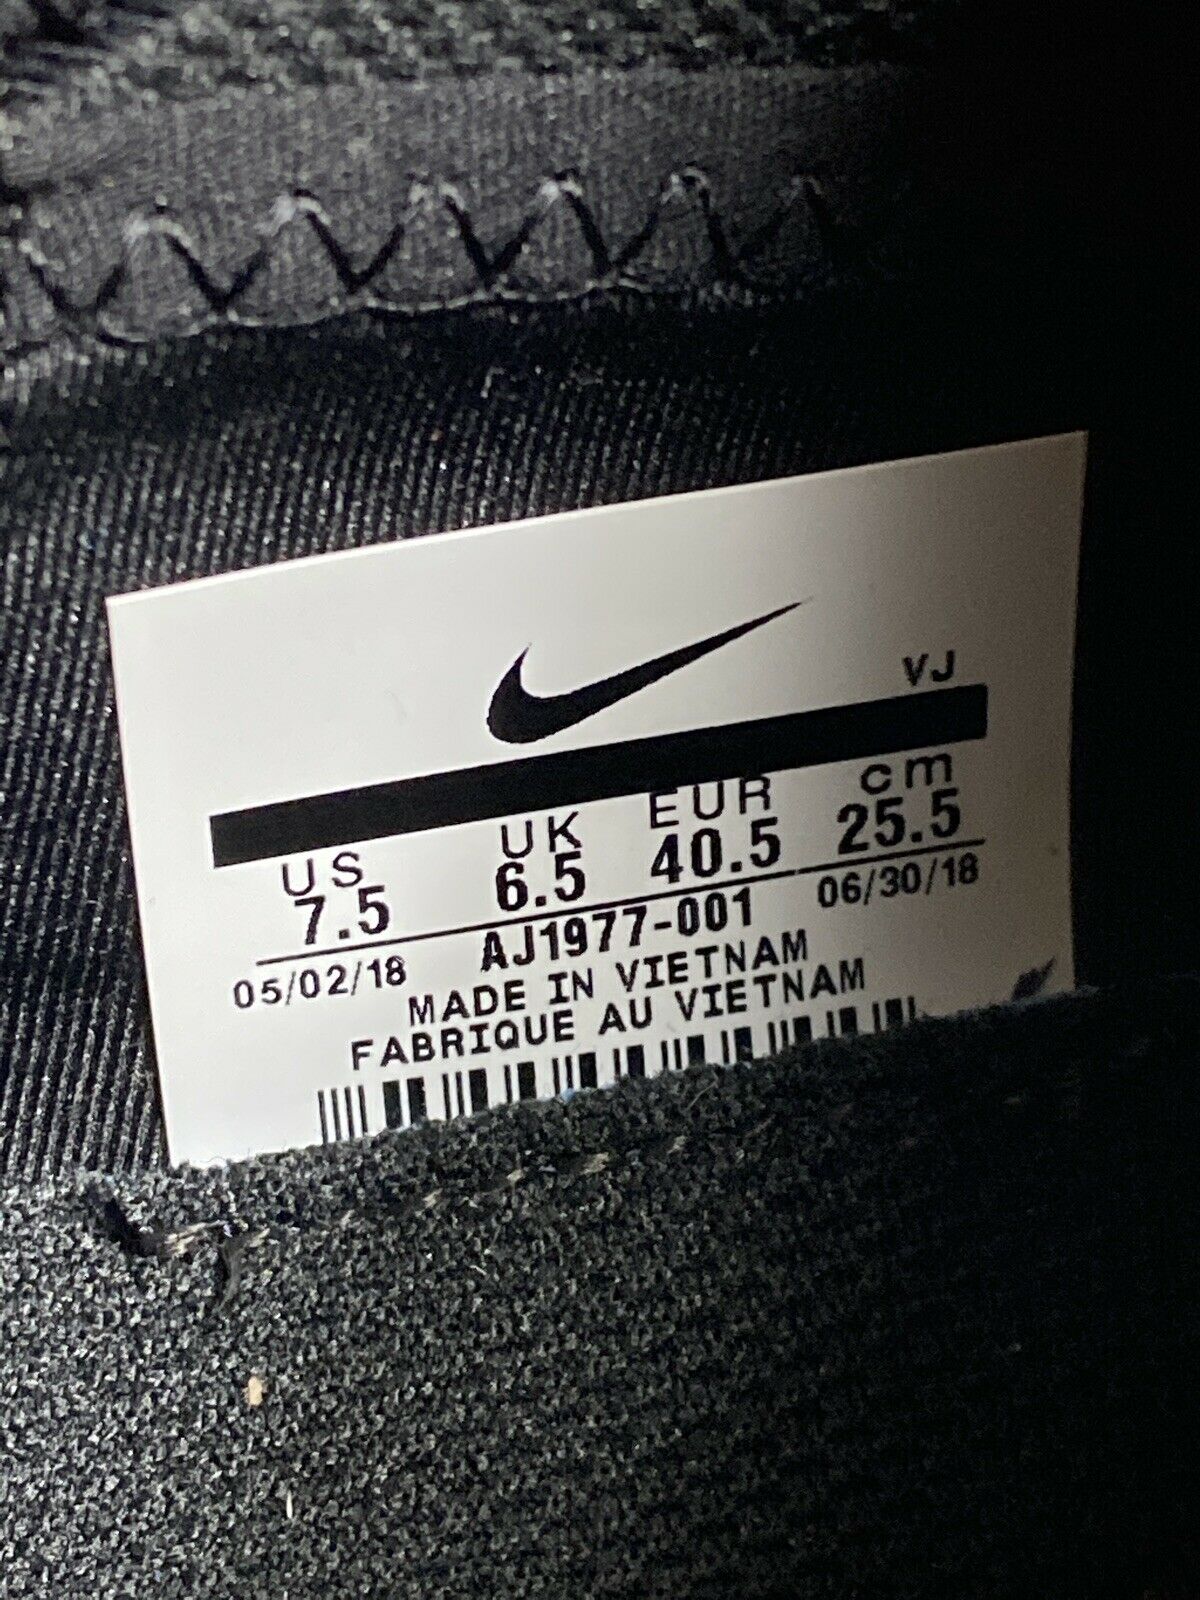 VJ
US UK EUR cm
7.5 6.5 40.5 25.5
05/02/18 AJ1977-001 06/30/18
MADE IN VIETNAM
FABRIQUE AU VIETNAM